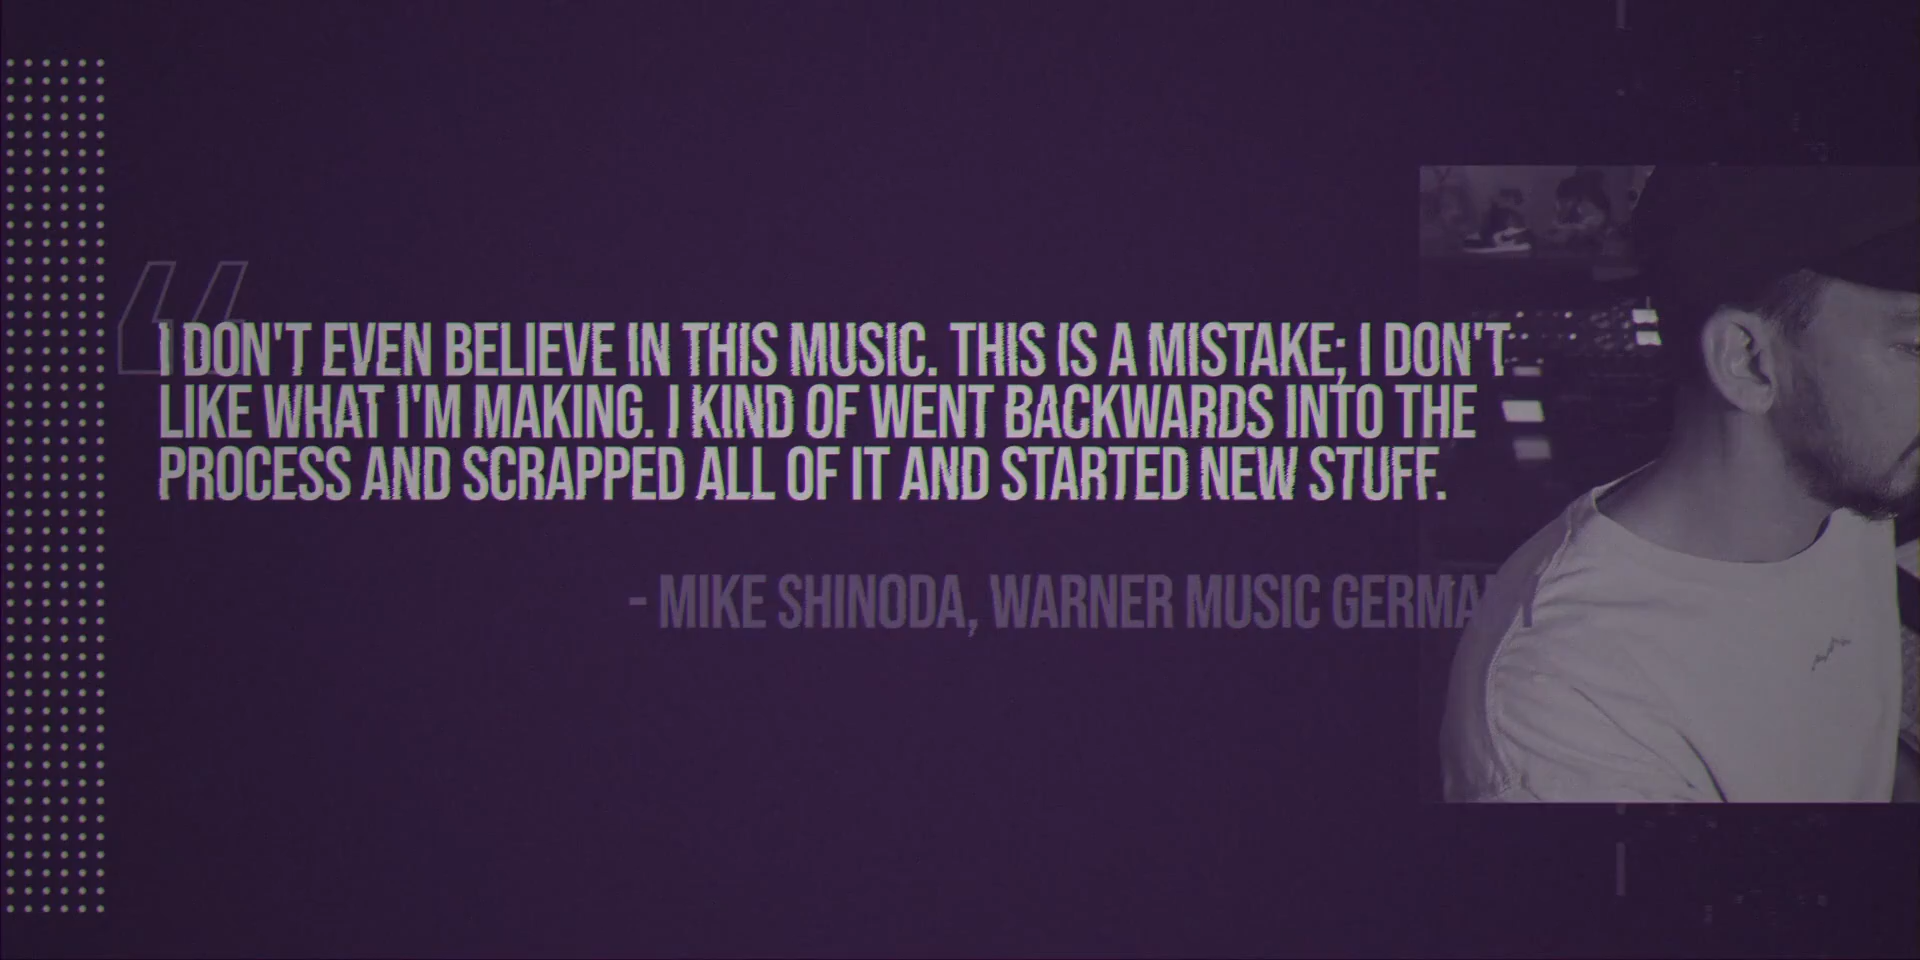 “
I DON'T EVEN BELIEVE IN THIS MUSIC. THIS IS A MISTAKE; I DON'T
LIKE WHAT I'M MAKING. I KIND OF WENT BACKWARDS INTO THE
PROCESS AND SCRAPPED ALL OF IT AND STARTED NEW STUFF.
- MIKE SHINODA, WARNER MUSIC GERMANY